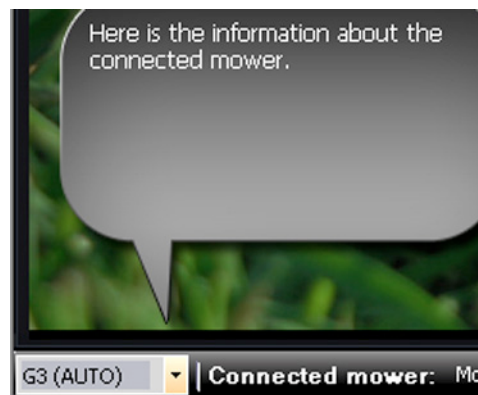 Here is the information about the
connected mower.
G3 (AUTO) | Connected mower: